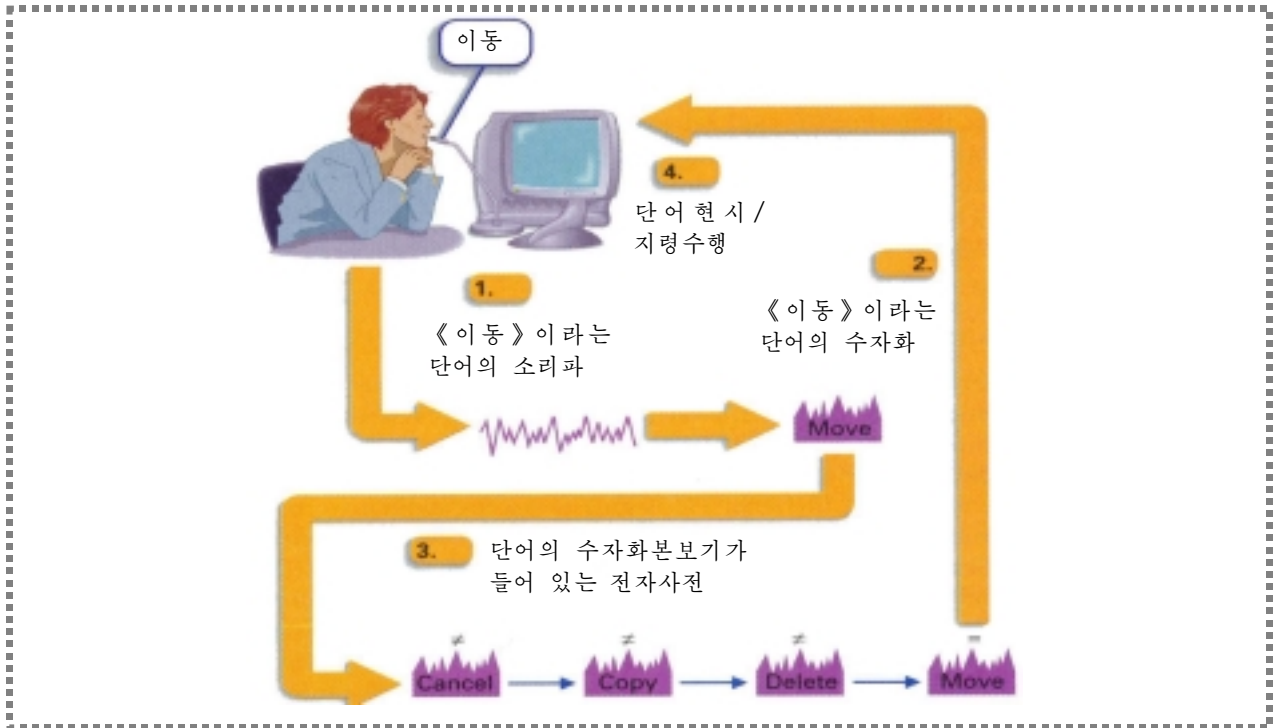 이동
4.
단어현시/
지령수행
1.
《이동》이라는
단어의 소리파
2.
《이동》이라는
단어의 수자화
Move
3.
단어의 수자화본보기가
들어 있는 전자사전
≠ ≠ ≠ =
Cancel Copy Delete Move